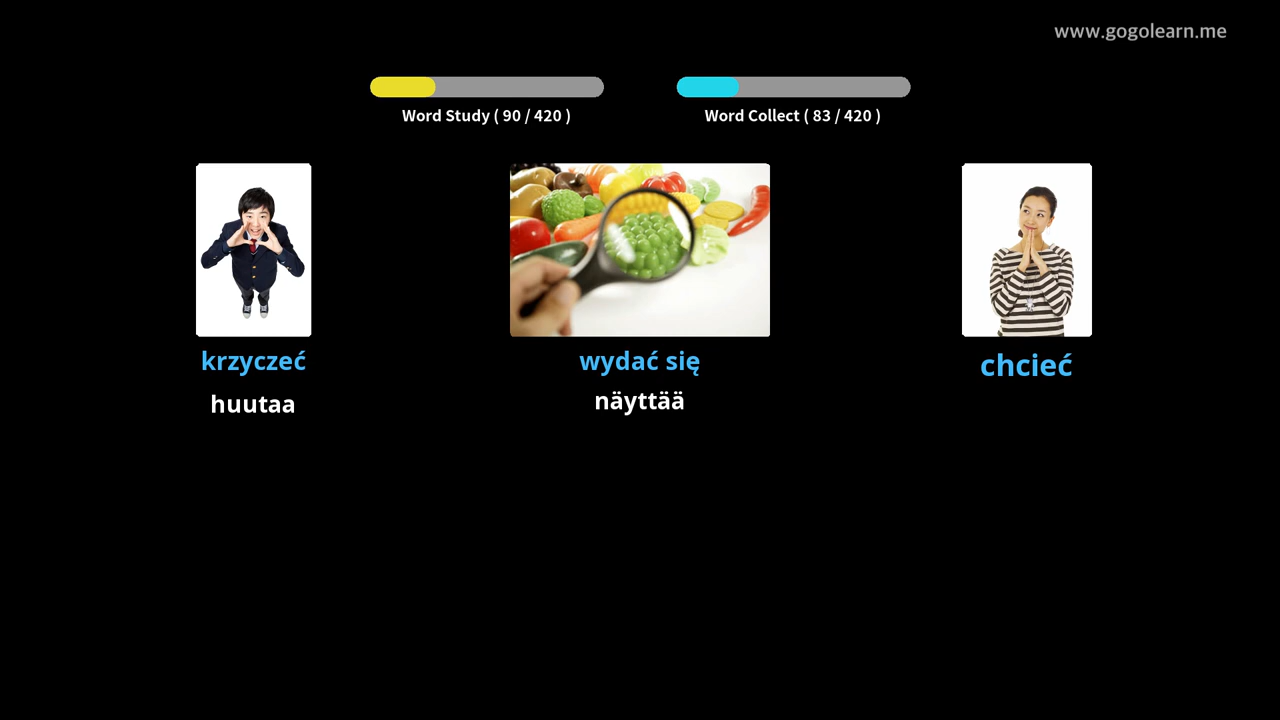 www.gogolearn.me
Word Study ( 90 / 420 )
Word Collect ( 83 / 420 )
krzyczeć
wydać się
chcieć
huutaa
näyttää